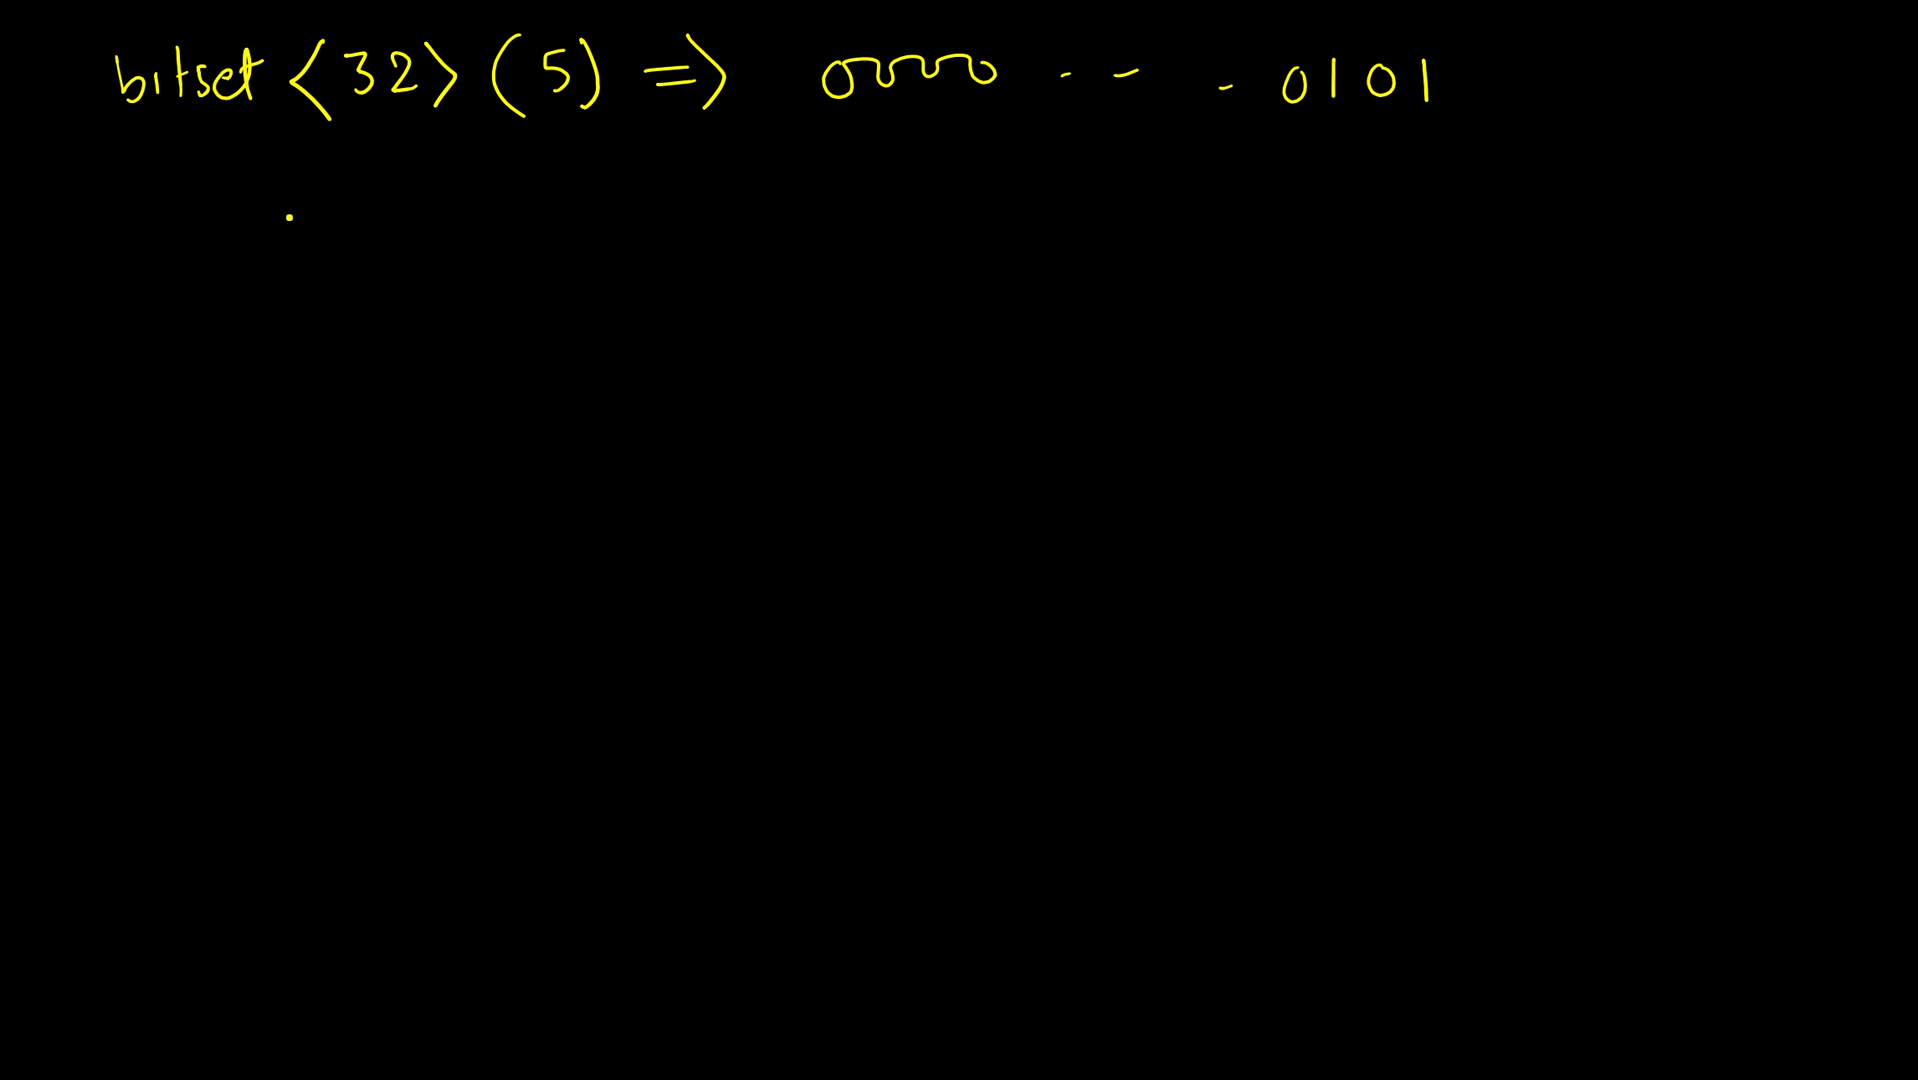 bitset <32> (5) => 0000 - - - 0101